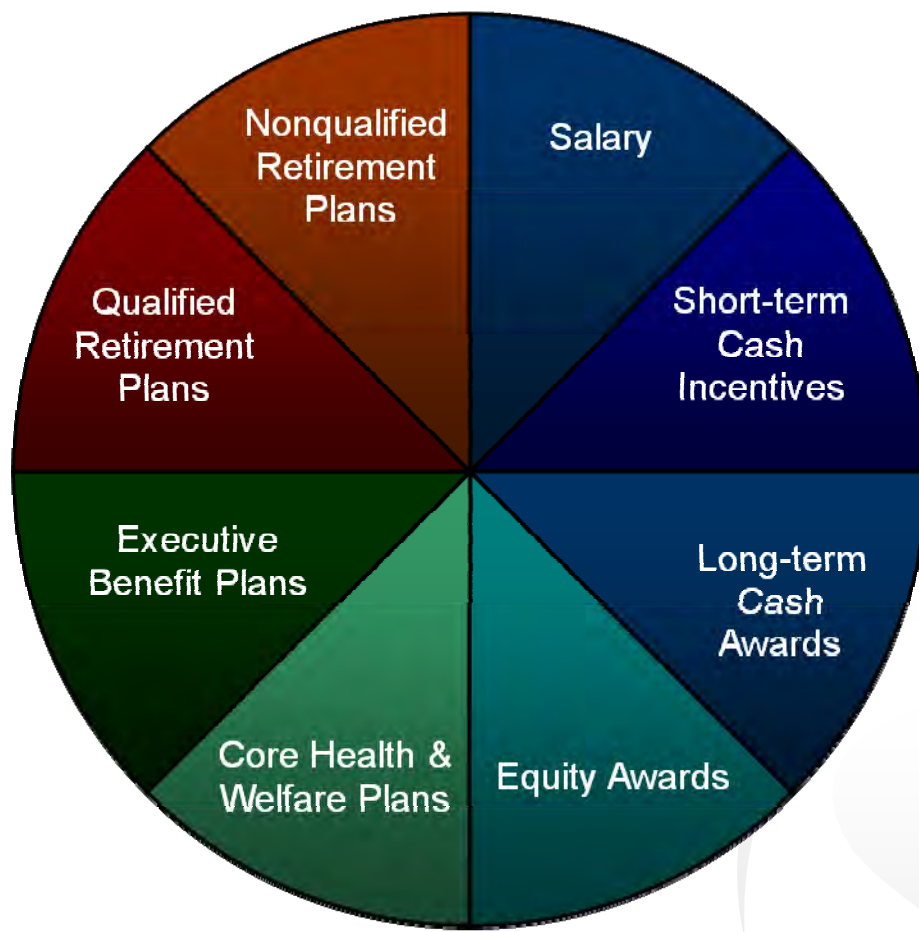 Salary
Short-term
Cash
Incentives
Long-term
Cash
Awards
Equity Awards
Core Health &
Welfare Plans
Executive
Benefit Plans
Qualified
Retirement
Plans
Nonqualified
Retirement
Plans